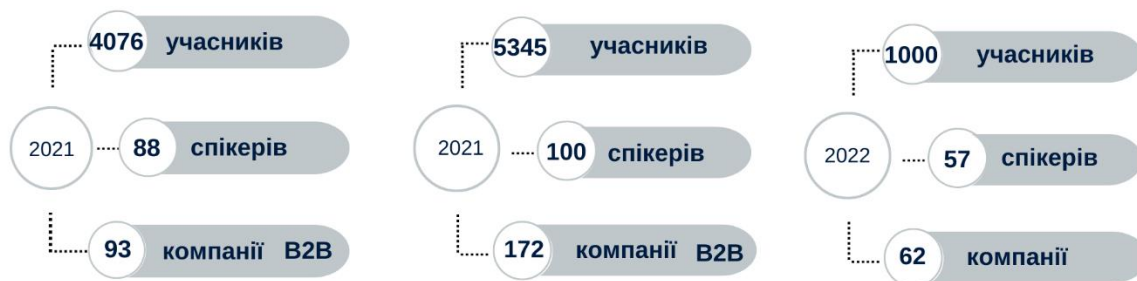 4076 учасників
2021
88 спікерів
93 компанії B2B
5345 учасників
2021
100 спікерів
172 компанії B2B
1000 учасників
2022
57 спікерів
62 компанії